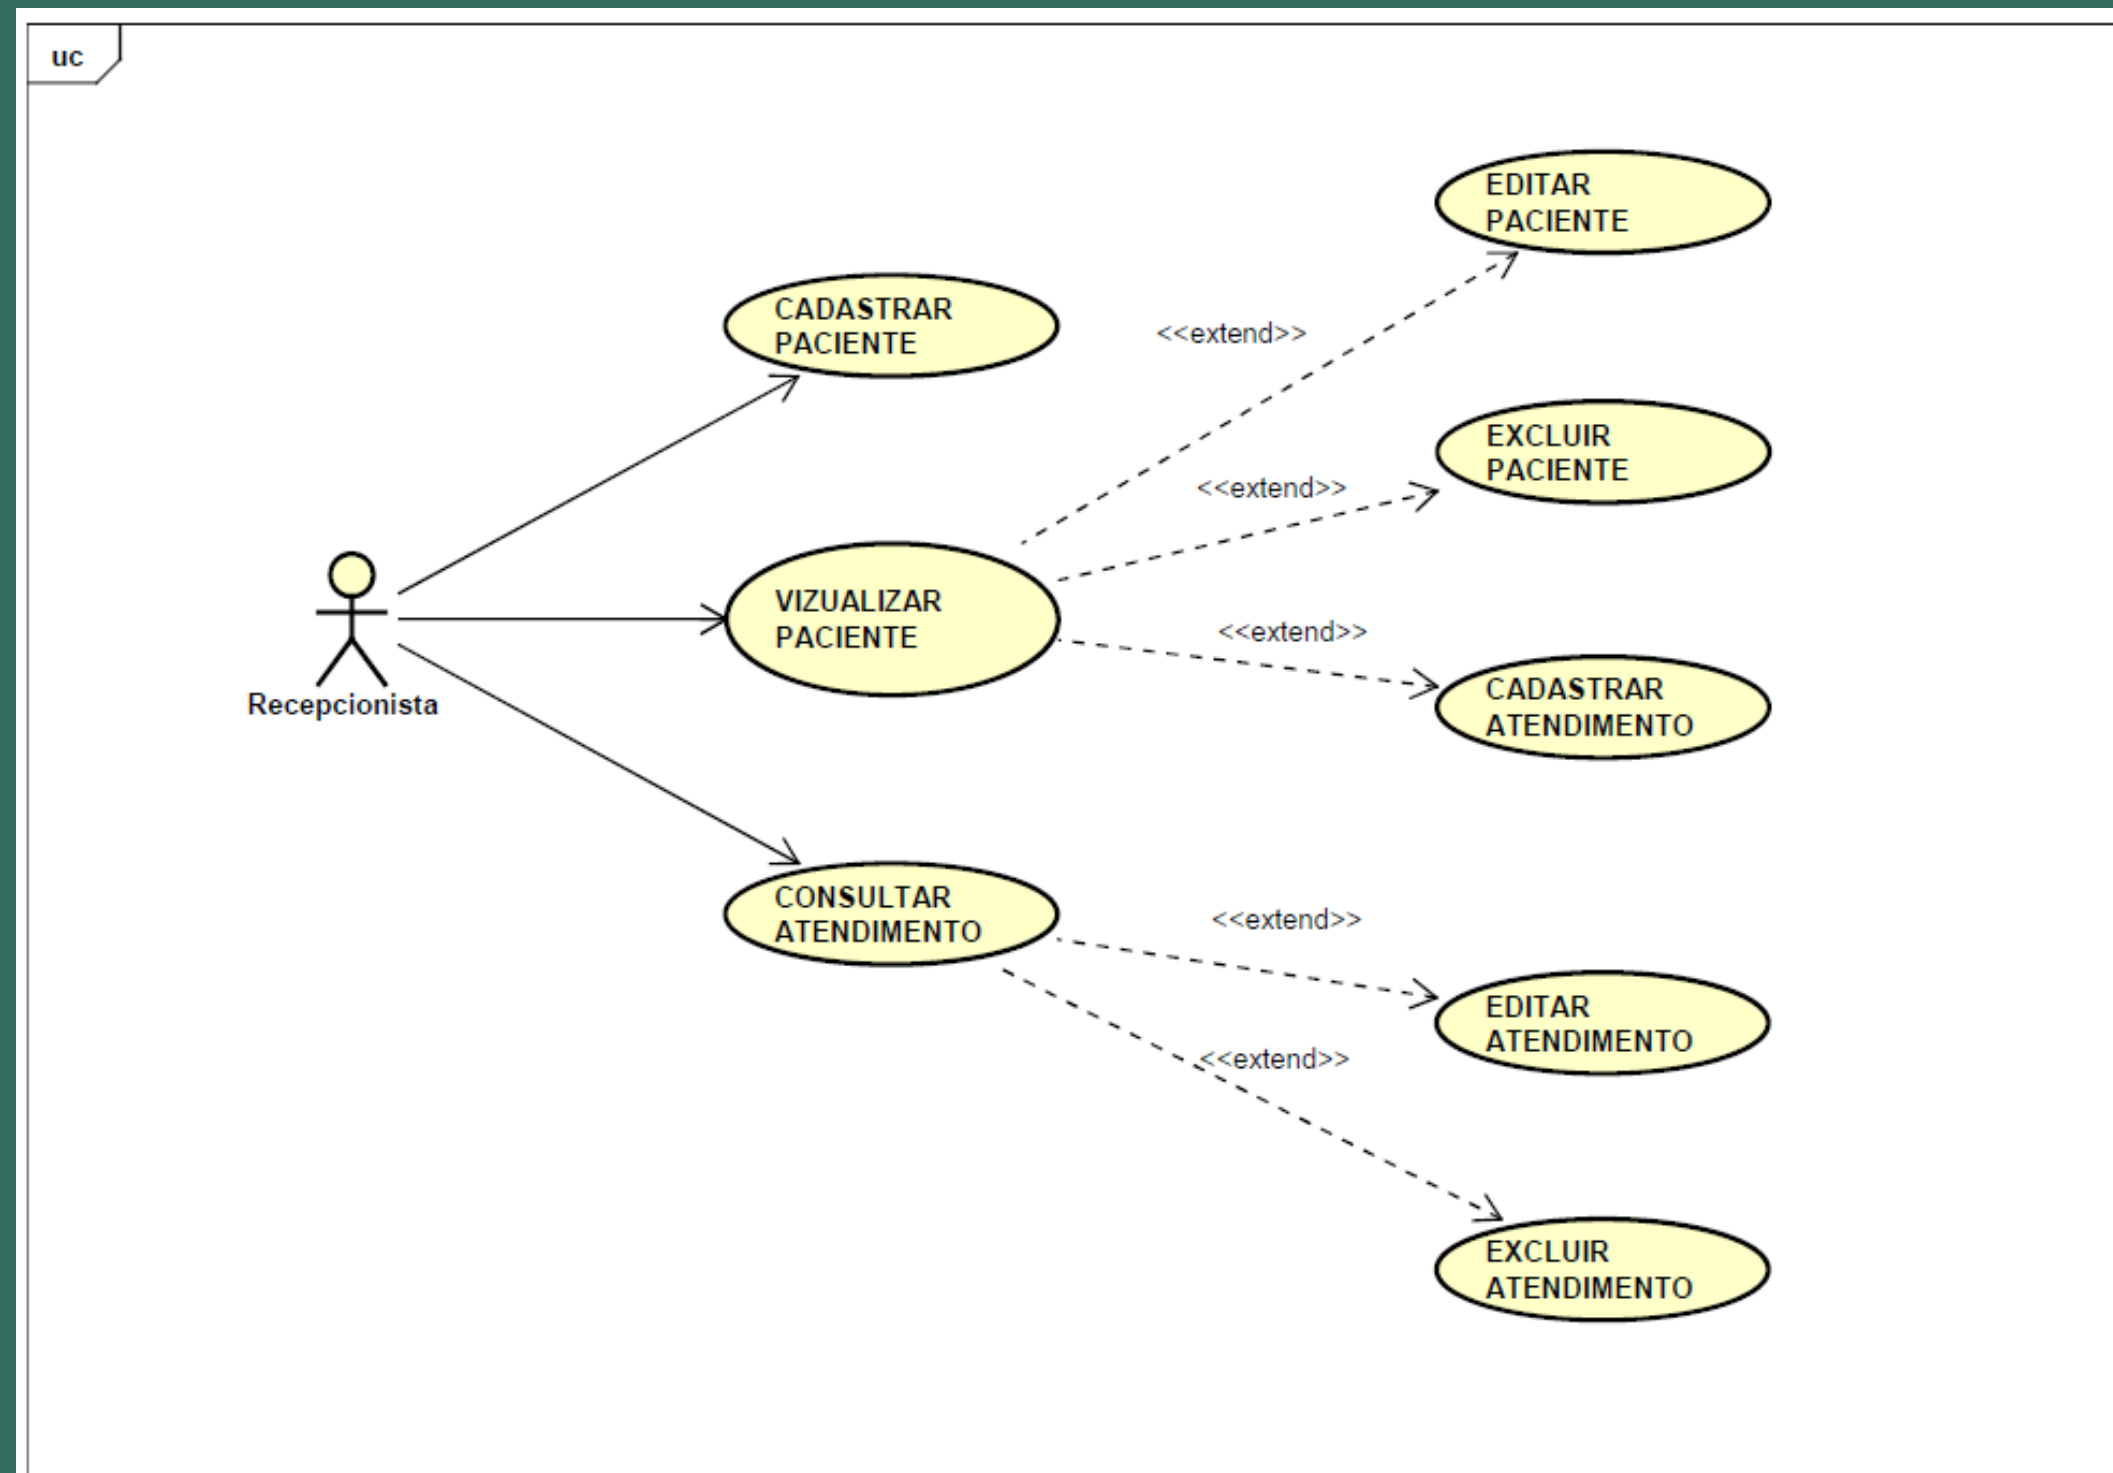 uc
EDITAR
PACIENTE
CADASTRAR
PACIENTE
<<extend>>
EXCLUIR
PACIENTE
<<extend>>
VIZUALIZAR
PACIENTE
<<extend>>
CADASTRAR
ATENDIMENTO
Recepcionista
CONSULTAR
ATENDIMENTO
<<extend>>
EDITAR
ATENDIMENTO
<<extend>>
EXCLUIR
ATENDIMENTO